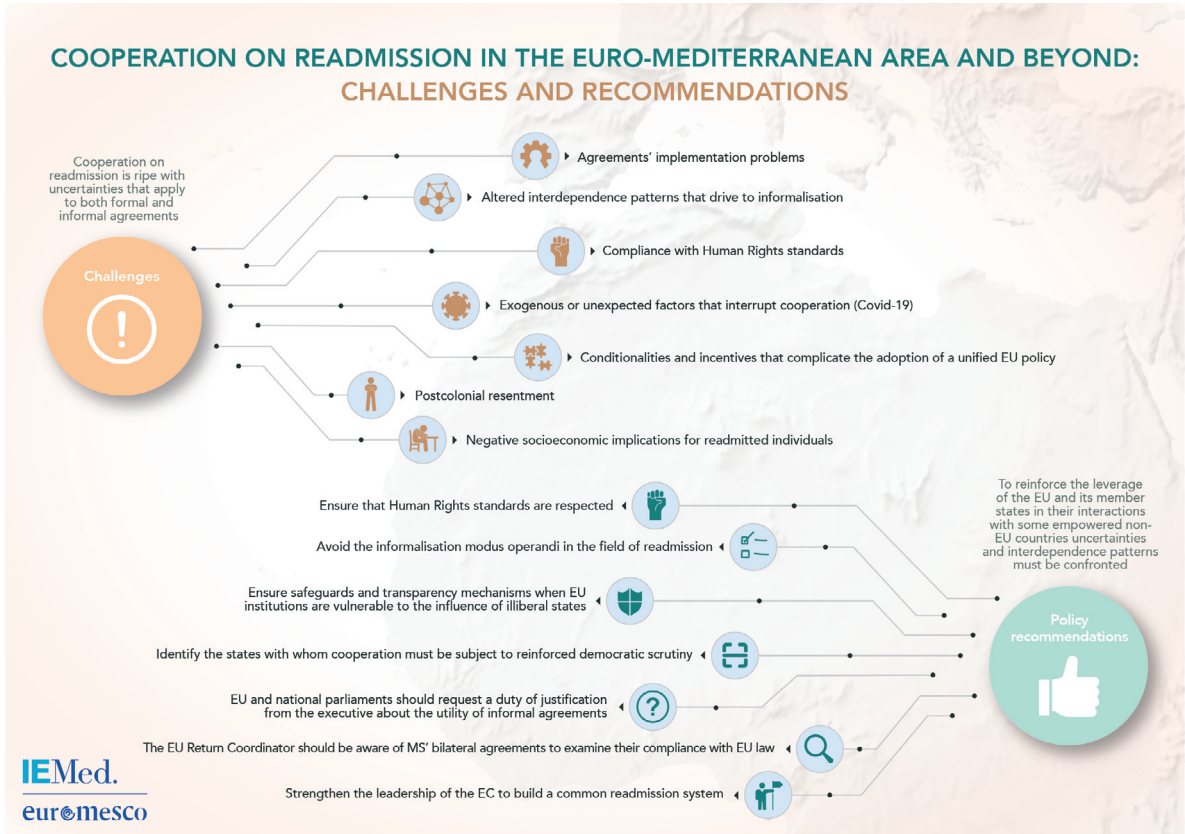 COOPERATION ON READMISSION IN THE EURO-MEDITERRANEAN AREA AND BEYOND:
CHALLENGES AND RECOMMENDATIONS
Cooperation on
readmission is ripe with
uncertainties that apply
to both formal and
informal agreements
Challenges
Agreements' implementation problems
Altered interdependence patterns that drive to informalisation
Compliance with Human Rights standards
Exogenous or unexpected factors that interrupt cooperation (Covid-19)
Conditionalities and incentives that complicate the adoption of a unified EU policy
Postcolonial resentment
Negative socioeconomic implications for readmitted individuals
To reinforce the leverage
of the EU and its member
states in their interactions
with some empowered non-
EU countries uncertainties
and interdependence patterns
must be confronted
Policy
recommendations
Ensure that Human Rights standards are respected
Avoid the informalisation modus operandi in the field of readmission
Ensure safeguards and transparency mechanisms when EU
institutions are vulnerable to the influence of illiberal states
Identify the states with whom cooperation must be subject to reinforced democratic scrutiny
EU and national parliaments should request a duty of justification
from the executive about the utility of informal agreements
The EU Return Coordinator should be aware of MS' bilateral agreements to examine their compliance with EU law
Strengthen the leadership of the EC to build a common readmission system
IEMed.
euromesco